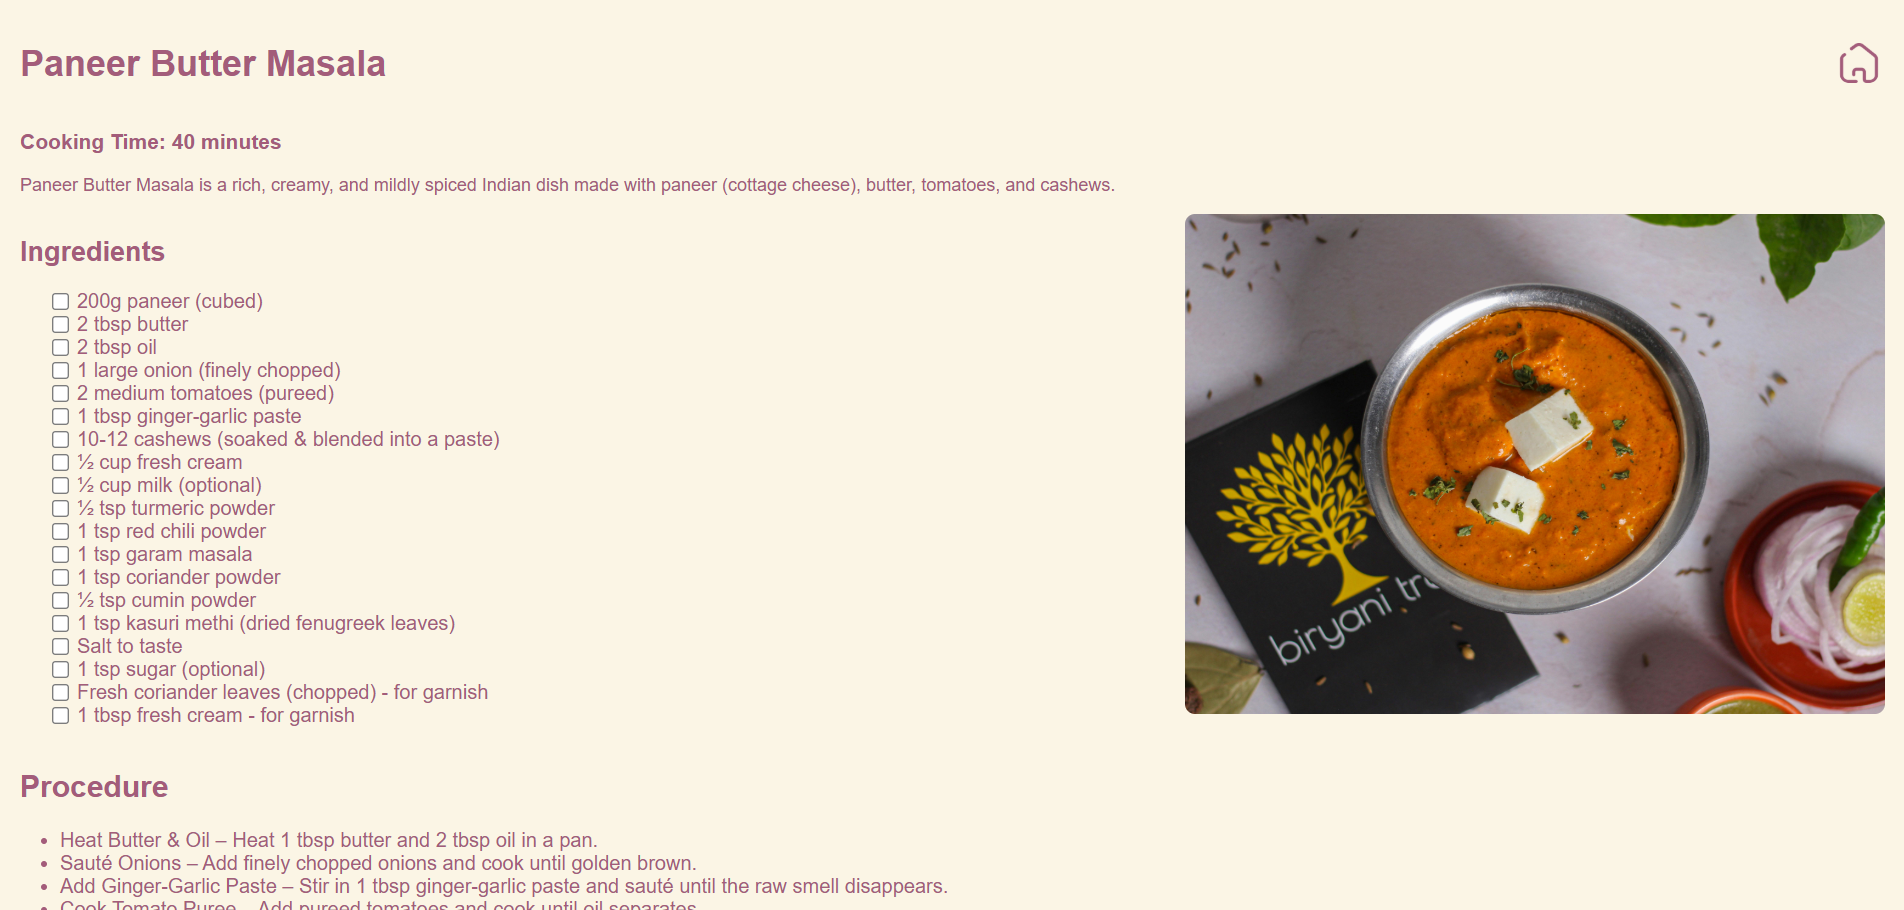 Paneer Butter Masala
Cooking Time: 40 minutes
Paneer Butter Masala is a rich, creamy, and mildly spiced Indian dish made with paneer (cottage cheese), butter, tomatoes, and cashews.
Ingredients
200g paneer (cubed)
2 tbsp butter
2 tbsp oil
1 large onion (finely chopped)
2 medium tomatoes (pureed)
1 tbsp ginger-garlic paste
10-12 cashews (soaked & blended into a paste)
½ cup fresh cream
½ cup milk (optional)
½ tsp turmeric powder
1 tsp red chili powder
1 tsp garam masala
1 tsp coriander powder
½ tsp cumin powder
1 tsp kasuri methi (dried fenugreek leaves)
Salt to taste
1 tsp sugar (optional)
Fresh coriander leaves (chopped) - for garnish
1 tbsp fresh cream - for garnish
biryani
Procedure
• Heat Butter & Oil – Heat 1 tbsp butter and 2 tbsp oil in a pan.
• Sauté Onions – Add finely chopped onions and cook until golden brown.
• Add Ginger-Garlic Paste – Stir in 1 tbsp ginger-garlic paste and sauté until the raw smell disappears.
• Cook Tomato Puree – Add pureed tomatoes and cook until oil separates.